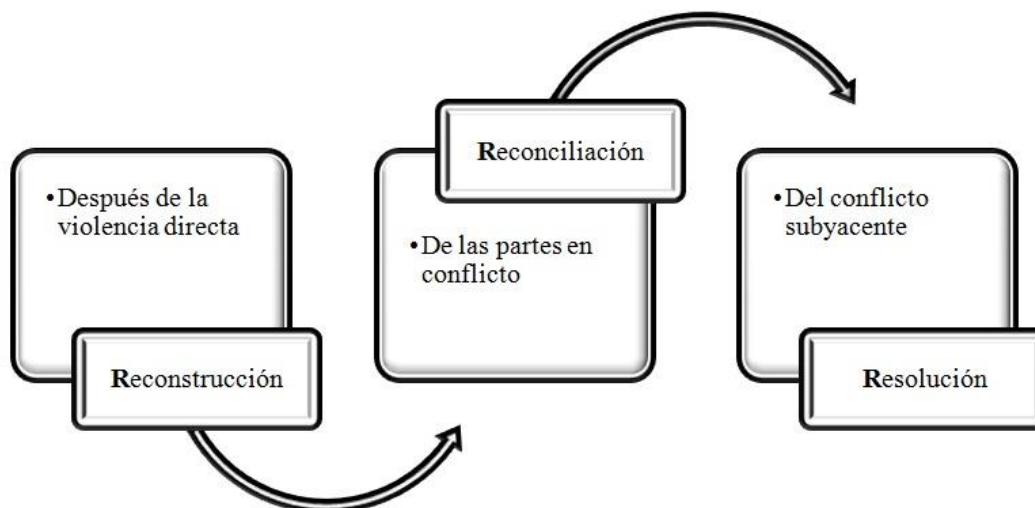 •Después de la
violencia directa
Reconstrucción
Reconciliación
•De las partes en
conflicto
•Del conflicto
subyacente
Resolución